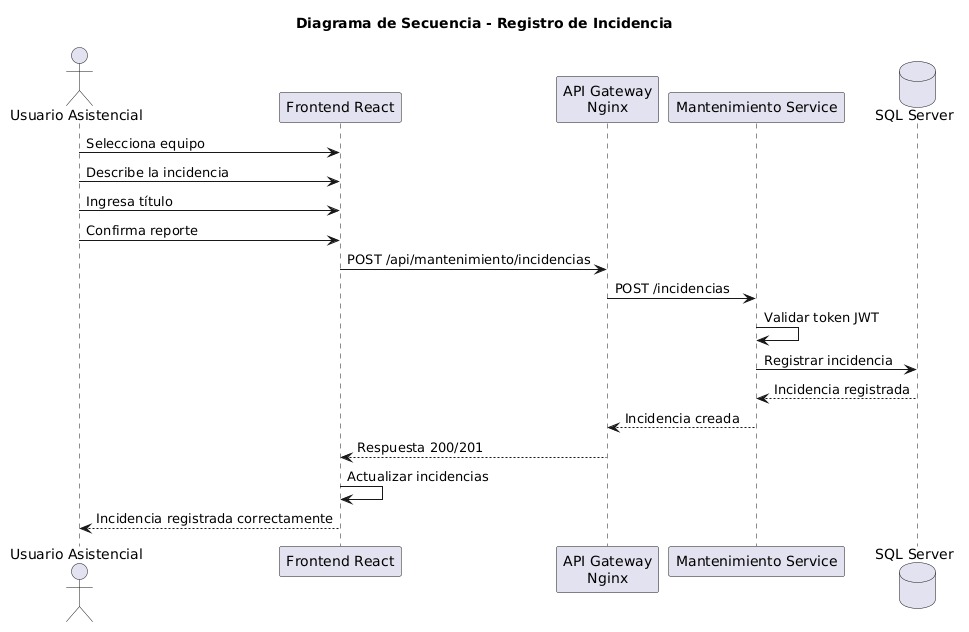 Diagrama de Secuencia - Registro de Incidencia
Usuario Asistencial
Frontend React
API Gateway
Nginx
Mantenimiento Service
SQL Server
Selecciona equipo
Describe la incidencia
Ingresa título
Confirma reporte
POST /api/mantenimiento/incidencias
POST /incidencias
Validar token JWT
Registrar incidencia
Incidencia registrada
Incidencia creada
Respuesta 200/201
Actualizar incidencias
Incidencia registrada correctamente
Usuario Asistencial
Frontend React
API Gateway
Nginx
Mantenimiento Service
SQL Server